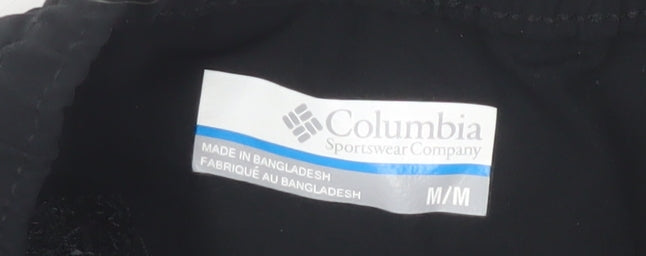 Columbia
Sportswear Company
MADE IN BANGLADESH
FABRIQUÉ AU BANGLADESH
M/M